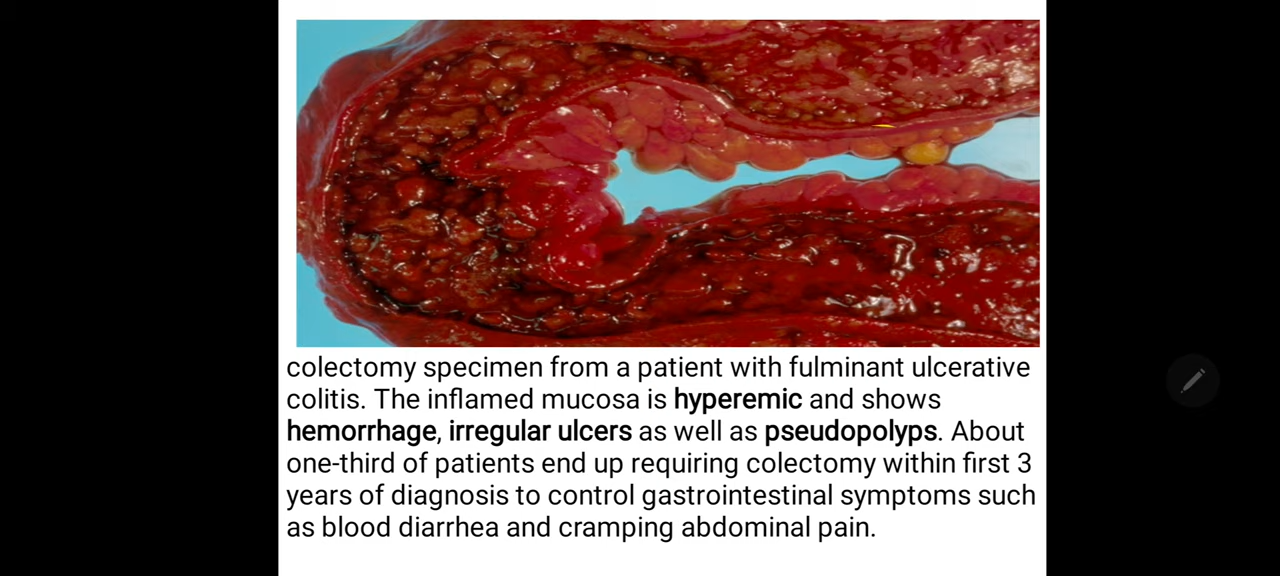 colectomy specimen from a patient with fulminant ulcerative
colitis. The inflamed mucosa is hyperemic and shows
hemorrhage, irregular ulcers as well as pseudopolyps. About
one-third of patients end up requiring colectomy within first 3
years of diagnosis to control gastrointestinal symptoms such
as blood diarrhea and cramping abdominal pain.